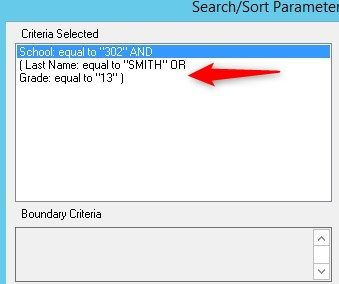 Search/Sort Parameter
Criteria Selected
School: equal to "302" AND
( Last Name: equal to "SMITH" OR
Grade: equal to "13" )
Boundary Criteria